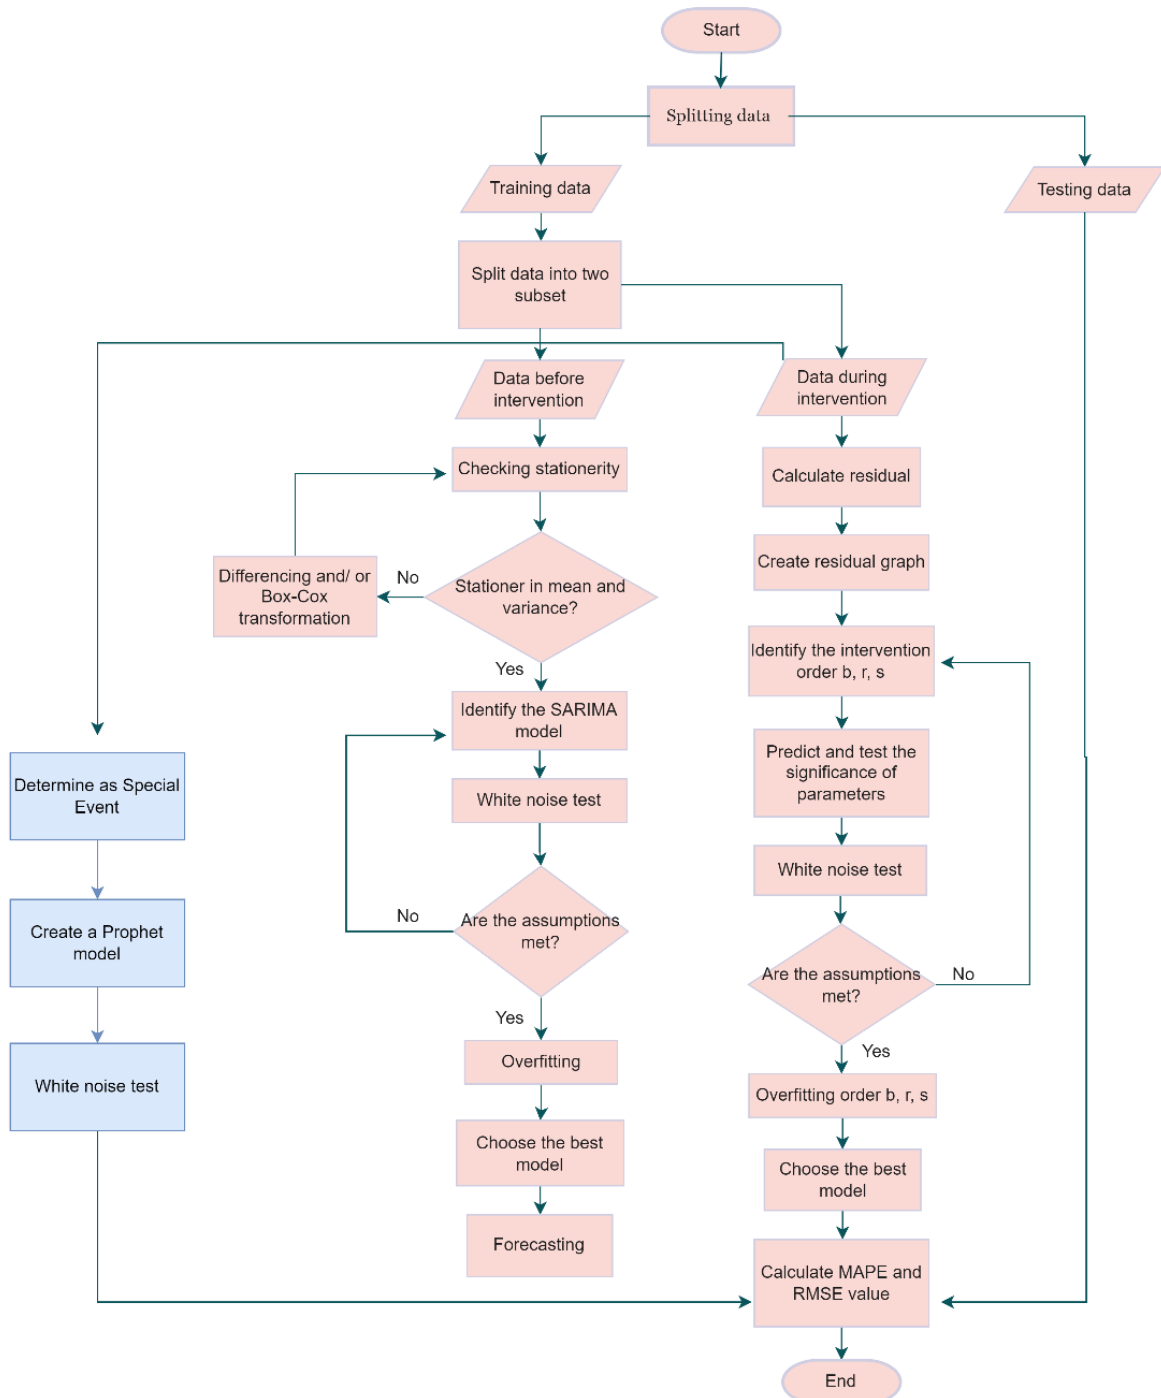 Start
Splitting data
Training data
Testing data
Split data into two
subset
Data before
intervention
Data during
intervention
Checking stationerity
Calculate residual
Create residual graph
Differencing and/ or
Box-Cox
transformation
No
Stationer in mean and
variance?
Yes
Identify the intervention
order b, r, s
Identify the SARIMA
model
Predict and test the
significance of
parameters
Determine as Special
Event
White noise test
White noise test
Create a Prophet
model
No
Are the assumptions
met?
Are the assumptions
met?
No
Yes
Yes
Overfitting
White noise test
Overfitting order b, r, s
Choose the best
model
Choose the best
model
Forecasting
Calculate MAPE and
RMSE value
End